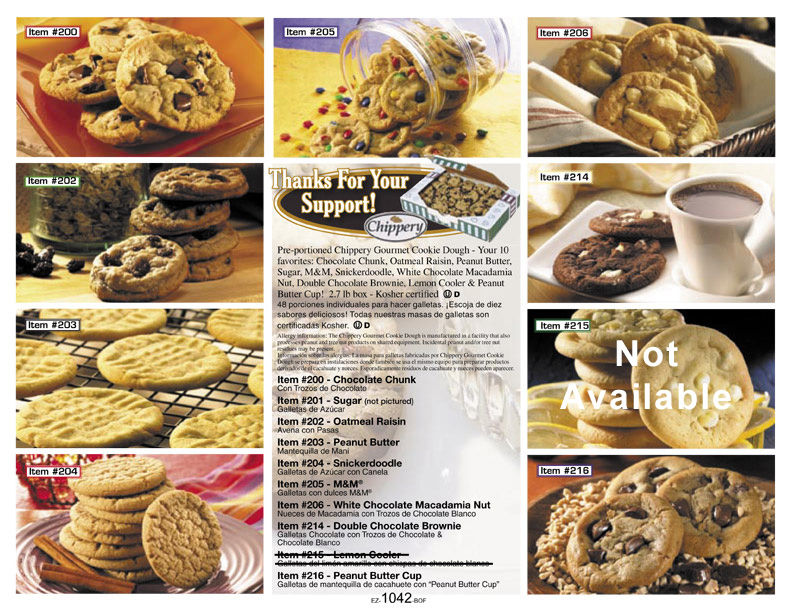 Item #200
Item #205
Item #206
Item #202
Thanks For Your
Support!
Chippery
Item #214
Pre-portioned Chippery Gourmet Cookie Dough - Your 10
favorites: Chocolate Chunk, Oatmeal Raisin, Peanut Butter,
Sugar, M&M, Snickerdoodle, White Chocolate Macadamia
Nut, Double Chocolate Brownie, Lemon Cooler & Peanut
Butter Cup! 2.7 lb box - Kosher certified Ⓤ D
48 porciones individuales para hacer galletas. ¡Escoja de diez
sabores deliciosos! Todas nuestras masas de galletas son
certificadas Kosher. Ⓤ D
Allergy information: The Chippery Gourmet Cookie Dough is manufactured in a facility that also
processes peanut and tree nut products on shared equipment. Incidental peanut and/or tree nut
residues may be present.
Información sobre las alergias: La masa para galletas fabricadas por Chippery Gourmet Cookie
Dough se prepara en instalaciones donde también se usa el mismo equipo para preparar productos
derivados de el cacahuate y nueces. Esporádicamente residuos de cacahuate y nueces pueden aparecer.
Item #203
Item #215
Not
Available
Item #200 - Chocolate Chunk
Con Trozos de Chocolate
Item #201 - Sugar (not pictured)
Galletas de Azúcar
Item #202 - Oatmeal Raisin
Avena con Pasas
Item #203 - Peanut Butter
Mantequilla de Maní
Item #204 - Snickerdoodle
Galletas de Azúcar con Canela
Item #205 - M&M®
Galletas con dulces M&M®
Item #206 - White Chocolate Macadamia Nut
Nueces de Macadamia con Trozos de Chocolate Blanco
Item #214 - Double Chocolate Brownie
Galletas Chocolate con Trozos de Chocolate &
Chocolate Blanco
Item #215 - Lemon Cooler
Galletas del limón amarillo con chispas de chocolate blanco
Item #216 - Peanut Butter Cup
Galletas de mantequilla de cacahuete con “Peanut Butter Cup”
Item #204
Item #216
EZ-1042-BOF